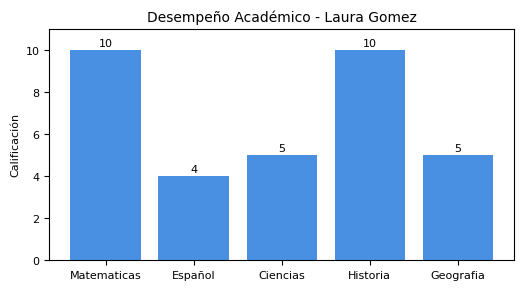 Desempeño Académico - Laura Gomez
Calificación
10
8
6
4
2
0
10
4
5
10
5
Matematicas
Español
Ciencias
Historia
Geografia